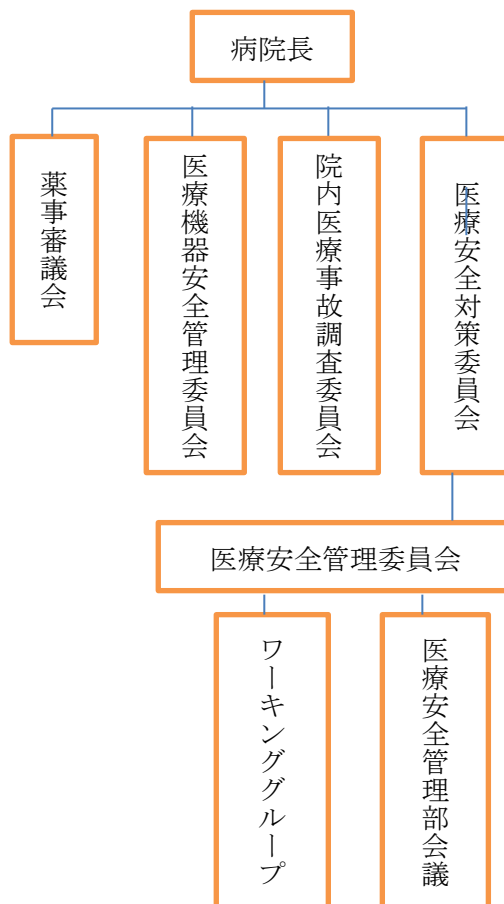 病院長
薬事審議会
医療機器安全管理委員会
院内医療事故調査委員会
医療安全対策委員会
医療安全管理委員会
ワーキンググループ
医療安全管理部会議